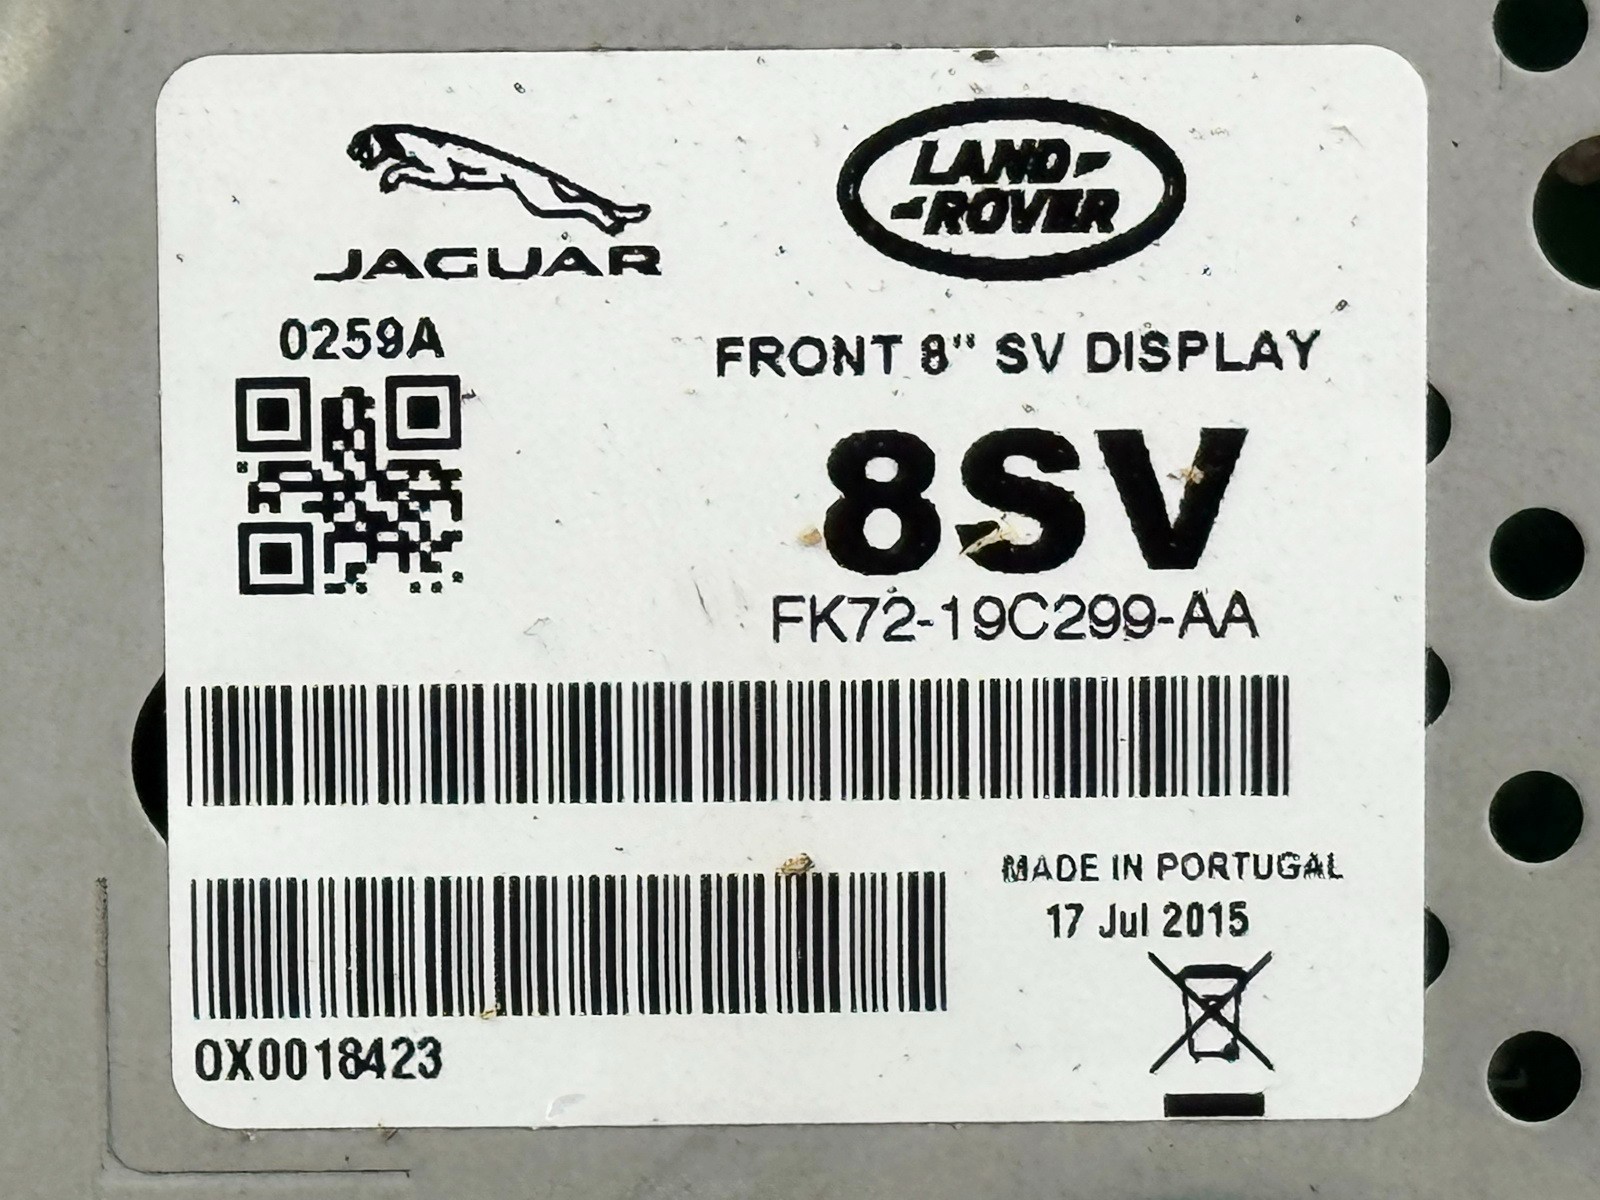 JAGUAR
LAND
ROVER
0259A
FRONT 8" SV DISPLAY
8SV
FK72-19C299-AA
MADE IN PORTUGAL
17 Jul 2015
0X0018423